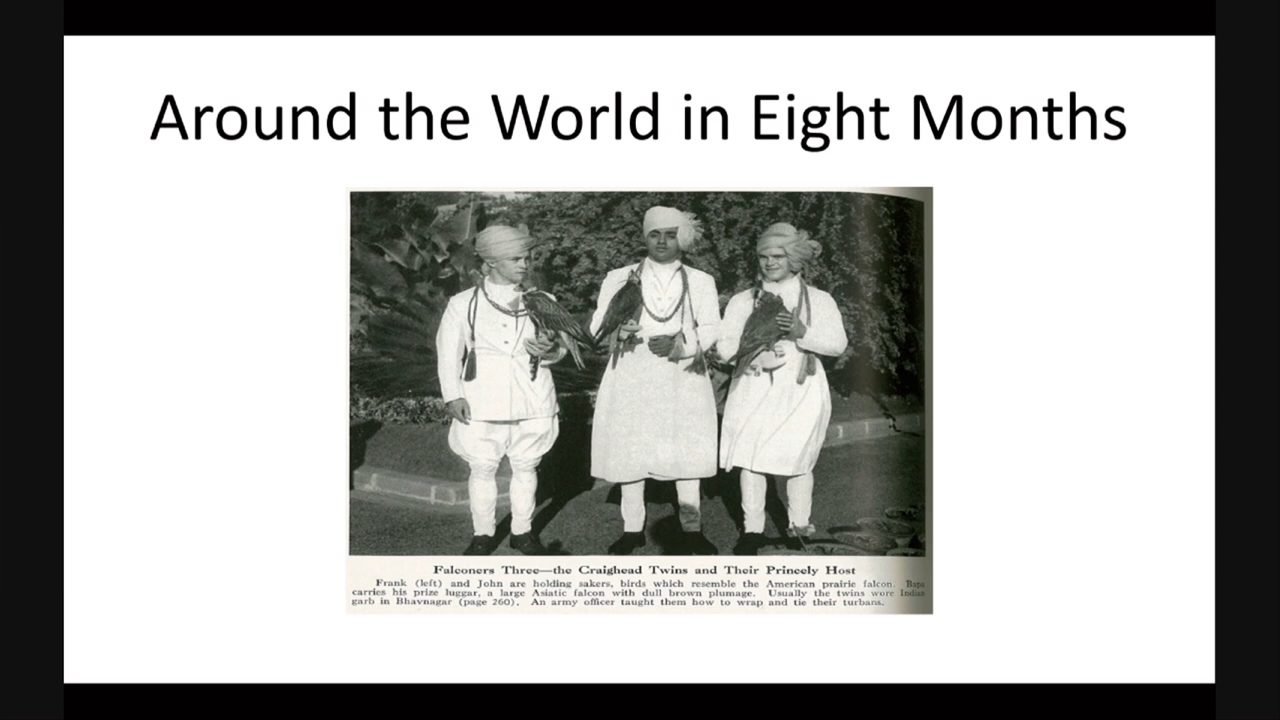 Around the World in Eight Months
Falconers Three—the Craighead Twins and Their Princely Host
Frank (left) and John are holding sakers, birds which resemble the American prairie falcon. Bapa
carries his prize luggar, a large Asiatic falcon with dull brown plumage. Usually the twins wore Indian
garb in Bhavnagar (page 260). An army officer taught them how to wrap and tie their turbans.